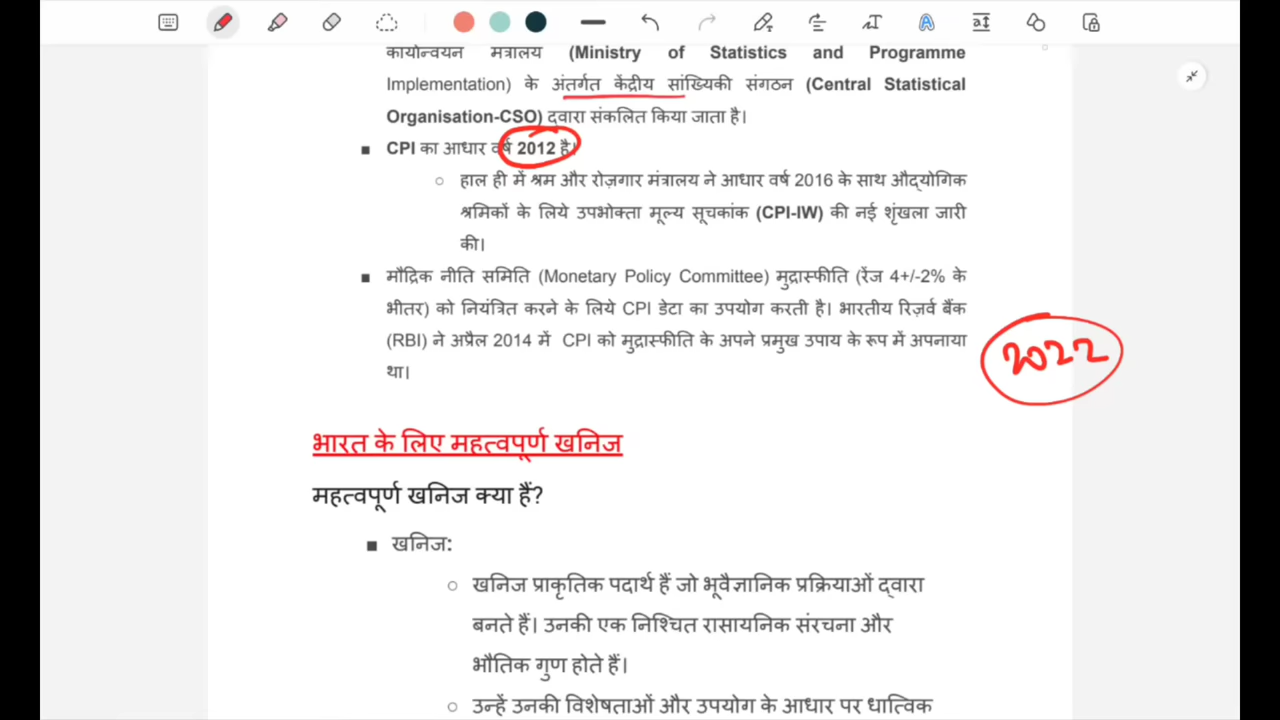 कार्यान्वयन मंत्रालय (Ministry of Statistics and Programme
Implementation) के अंतर्गत केंद्रीय सांख्यिकी संगठन (Central Statistical
Organisation-CSO) द्वारा संकलित किया जाता है।
■ CPI का आधार वर्ष 2012 है।
○ हाल ही में श्रम और रोज़गार मंत्रालय ने आधार वर्ष 2016 के साथ औद्योगिक
श्रमिकों के लिये उपभोक्ता मूल्य सूचकांक (CPI-IW) की नई शृंखला जारी
की।
■ मौद्रिक नीति समिति (Monetary Policy Committee) मुद्रास्फीति (रेंज 4+/-2% के
भीतर) को नियंत्रित करने के लिये CPI डेटा का उपयोग करती है। भारतीय रिज़र्व बैंक
(RBI) ने अप्रैल 2014 में CPI को मुद्रास्फीति के अपने प्रमुख उपाय के रूप में अपनाया
था।
2022
भारत के लिए महत्वपूर्ण खनिज
महत्वपूर्ण खनिज क्या हैं?
■ खनिज:
○ खनिज प्राकृतिक पदार्थ हैं जो भूवैज्ञानिक प्रक्रियाओं द्वारा
बनते हैं। उनकी एक निश्चित रासायनिक संरचना और
भौतिक गुण होते हैं।
○ उन्हें उनकी विशेषताओं और उपयोग के आधार पर धात्विक